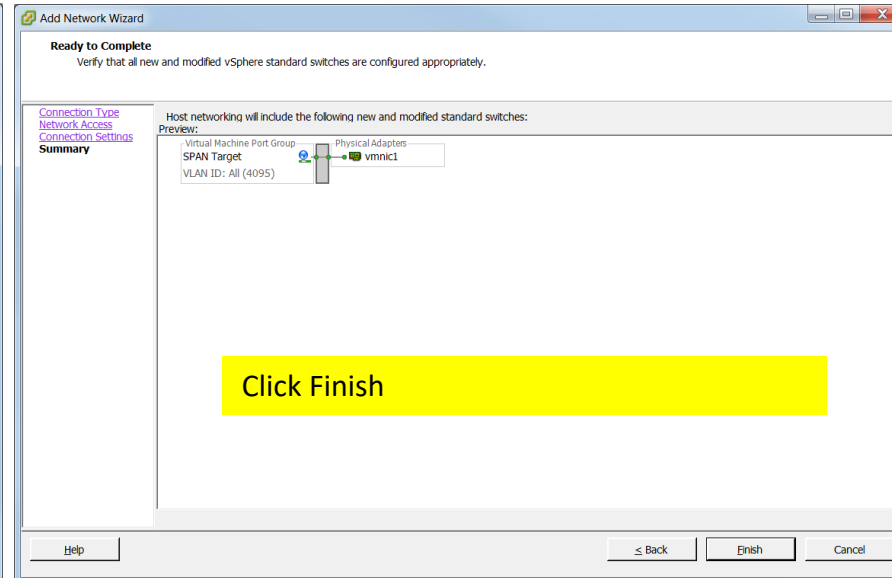 Add Network Wizard
Ready to Complete
Verify that all new and modified vSphere standard switches are configured appropriately.
Connection Type
Network Access
Connection Settings
Summary
Host networking will include the following new and modified standard switches:
Preview:
Virtual Machine Port Group
Physical Adapters
SPAN Target
vmnic1
VLAN ID: All (4095)
Click Finish
Help
≤ Back
Finish
Cancel